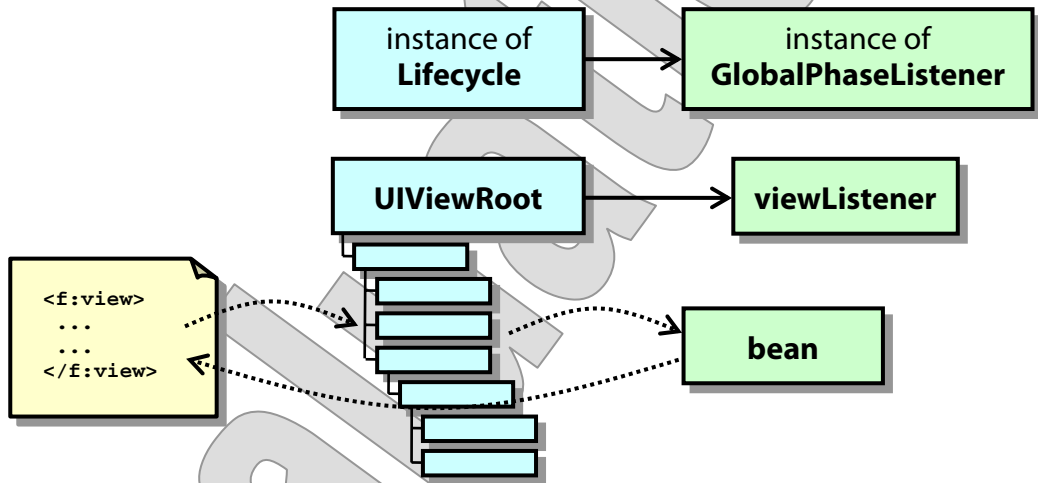 instance of
Lifecycle
instance of
GlobalPhaseListener
UIViewRoot
viewListener
<f:view>
...
...
</f:view>
bean